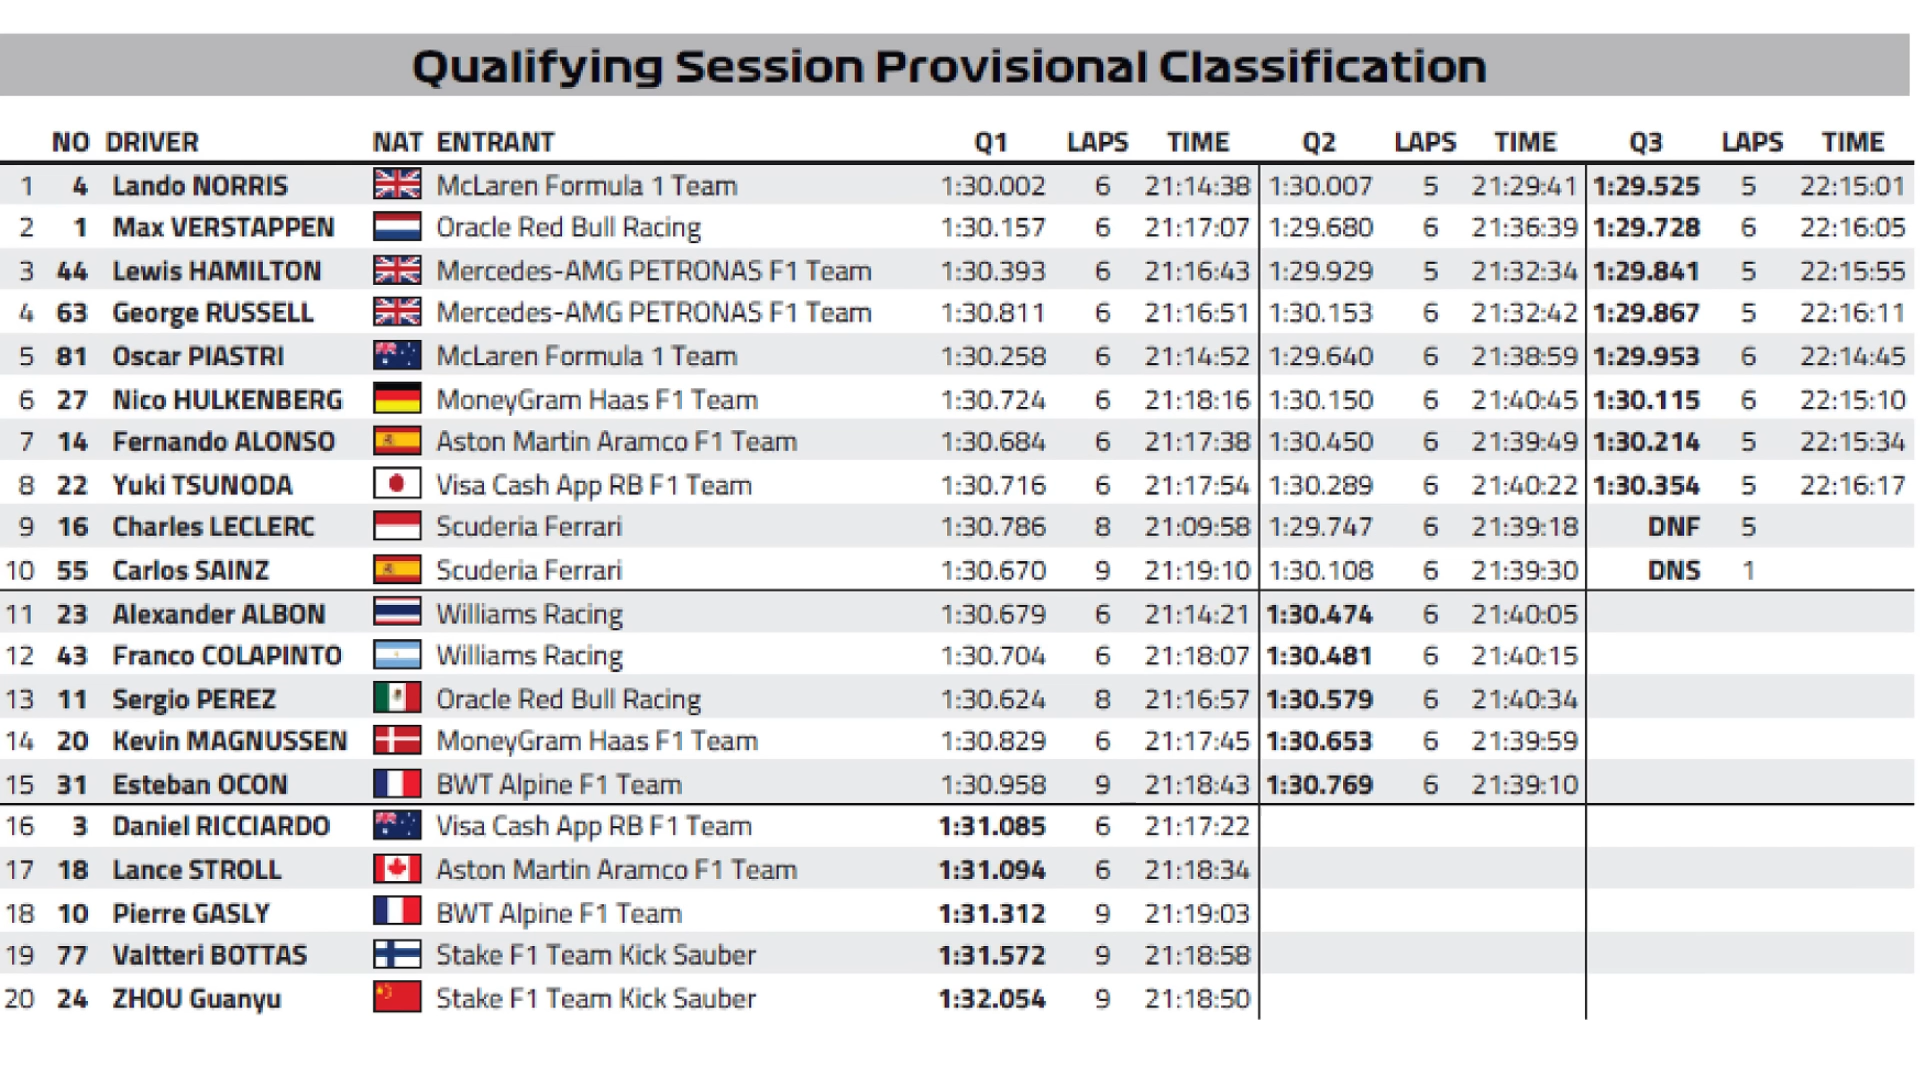 Qualifying Session Provisional Classification
NO DRIVER NAT ENTRANT Q1 LAPS TIME Q2 LAPS TIME Q3 LAPS TIME
1 4 Lando NORRIS McLaren Formula 1 Team 1:30.002 6 21:14:38 1:30.007 5 21:29:41 1:29.525 5 22:15:01
2 1 Max VERSTAPPEN Oracle Red Bull Racing 1:30.157 6 21:17:07 1:29.680 6 21:36:39 1:29.728 6 22:16:05
3 44 Lewis HAMILTON Mercedes-AMG PETRONAS F1 Team 1:30.393 6 21:16:43 1:29.929 5 21:32:34 1:29.841 5 22:15:55
4 63 George RUSSELL Mercedes-AMG PETRONAS F1 Team 1:30.811 6 21:16:51 1:30.153 6 21:32:42 1:29.867 5 22:16:11
5 81 Oscar PIASTRI McLaren Formula 1 Team 1:30.258 6 21:14:52 1:29.640 6 21:38:59 1:29.953 6 22:14:45
6 27 Nico HULKENBERG MoneyGram Haas F1 Team 1:30.724 6 21:18:16 1:30.150 6 21:40:45 1:30.115 6 22:15:10
7 14 Fernando ALONSO Aston Martin Aramco F1 Team 1:30.684 6 21:17:38 1:30.450 6 21:39:49 1:30.214 5 22:15:34
8 22 Yuki TSUNODA Visa Cash App RB F1 Team 1:30.716 6 21:17:54 1:30.289 6 21:40:22 1:30.354 5 22:16:17
9 16 Charles LECLERC Scuderia Ferrari 1:30.786 8 21:09:58 1:29.747 6 21:39:18 DNF 5
10 55 Carlos SAINZ Scuderia Ferrari 1:30.670 9 21:19:10 1:30.108 6 21:39:30 DNS 1
11 23 Alexander ALBON Williams Racing 1:30.679 6 21:14:21 1:30.474 6 21:40:05
12 43 Franco COLAPINTO Williams Racing 1:30.704 6 21:18:07 1:30.481 6 21:40:15
13 11 Sergio PEREZ Oracle Red Bull Racing 1:30.624 8 21:16:57 1:30.579 6 21:40:34
14 20 Kevin MAGNUSSEN MoneyGram Haas F1 Team 1:30.829 6 21:17:45 1:30.653 6 21:39:59
15 31 Esteban OCON BWT Alpine F1 Team 1:30.958 9 21:18:43 1:30.769 6 21:39:10
16 3 Daniel RICCIARDO Visa Cash App RB F1 Team 1:31.085 6 21:17:22
17 18 Lance STROLL Aston Martin Aramco F1 Team 1:31.094 6 21:18:34
18 10 Pierre GASLY BWT Alpine F1 Team 1:31.312 9 21:19:03
19 77 Valtteri BOTTAS Stake F1 Team Kick Sauber 1:31.572 9 21:18:58
20 24 ZHOU Guanyu Stake F1 Team Kick Sauber 1:32.054 9 21:18:50